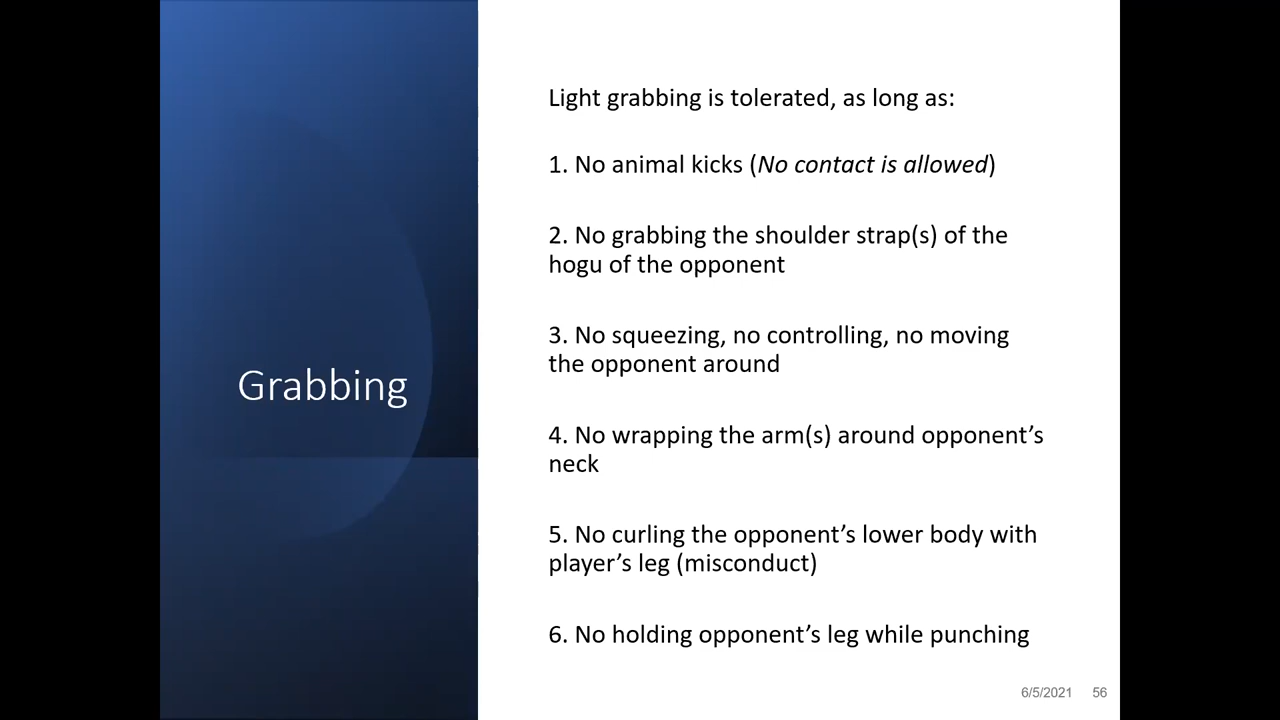 Grabbing
Light grabbing is tolerated, as long as:
1. No animal kicks (No contact is allowed)
2. No grabbing the shoulder strap(s) of the
hogu of the opponent
3. No squeezing, no controlling, no moving
the opponent around
4. No wrapping the arm(s) around opponent’s
neck
5. No curling the opponent’s lower body with
player’s leg (misconduct)
6. No holding opponent’s leg while punching
6/5/2021 56